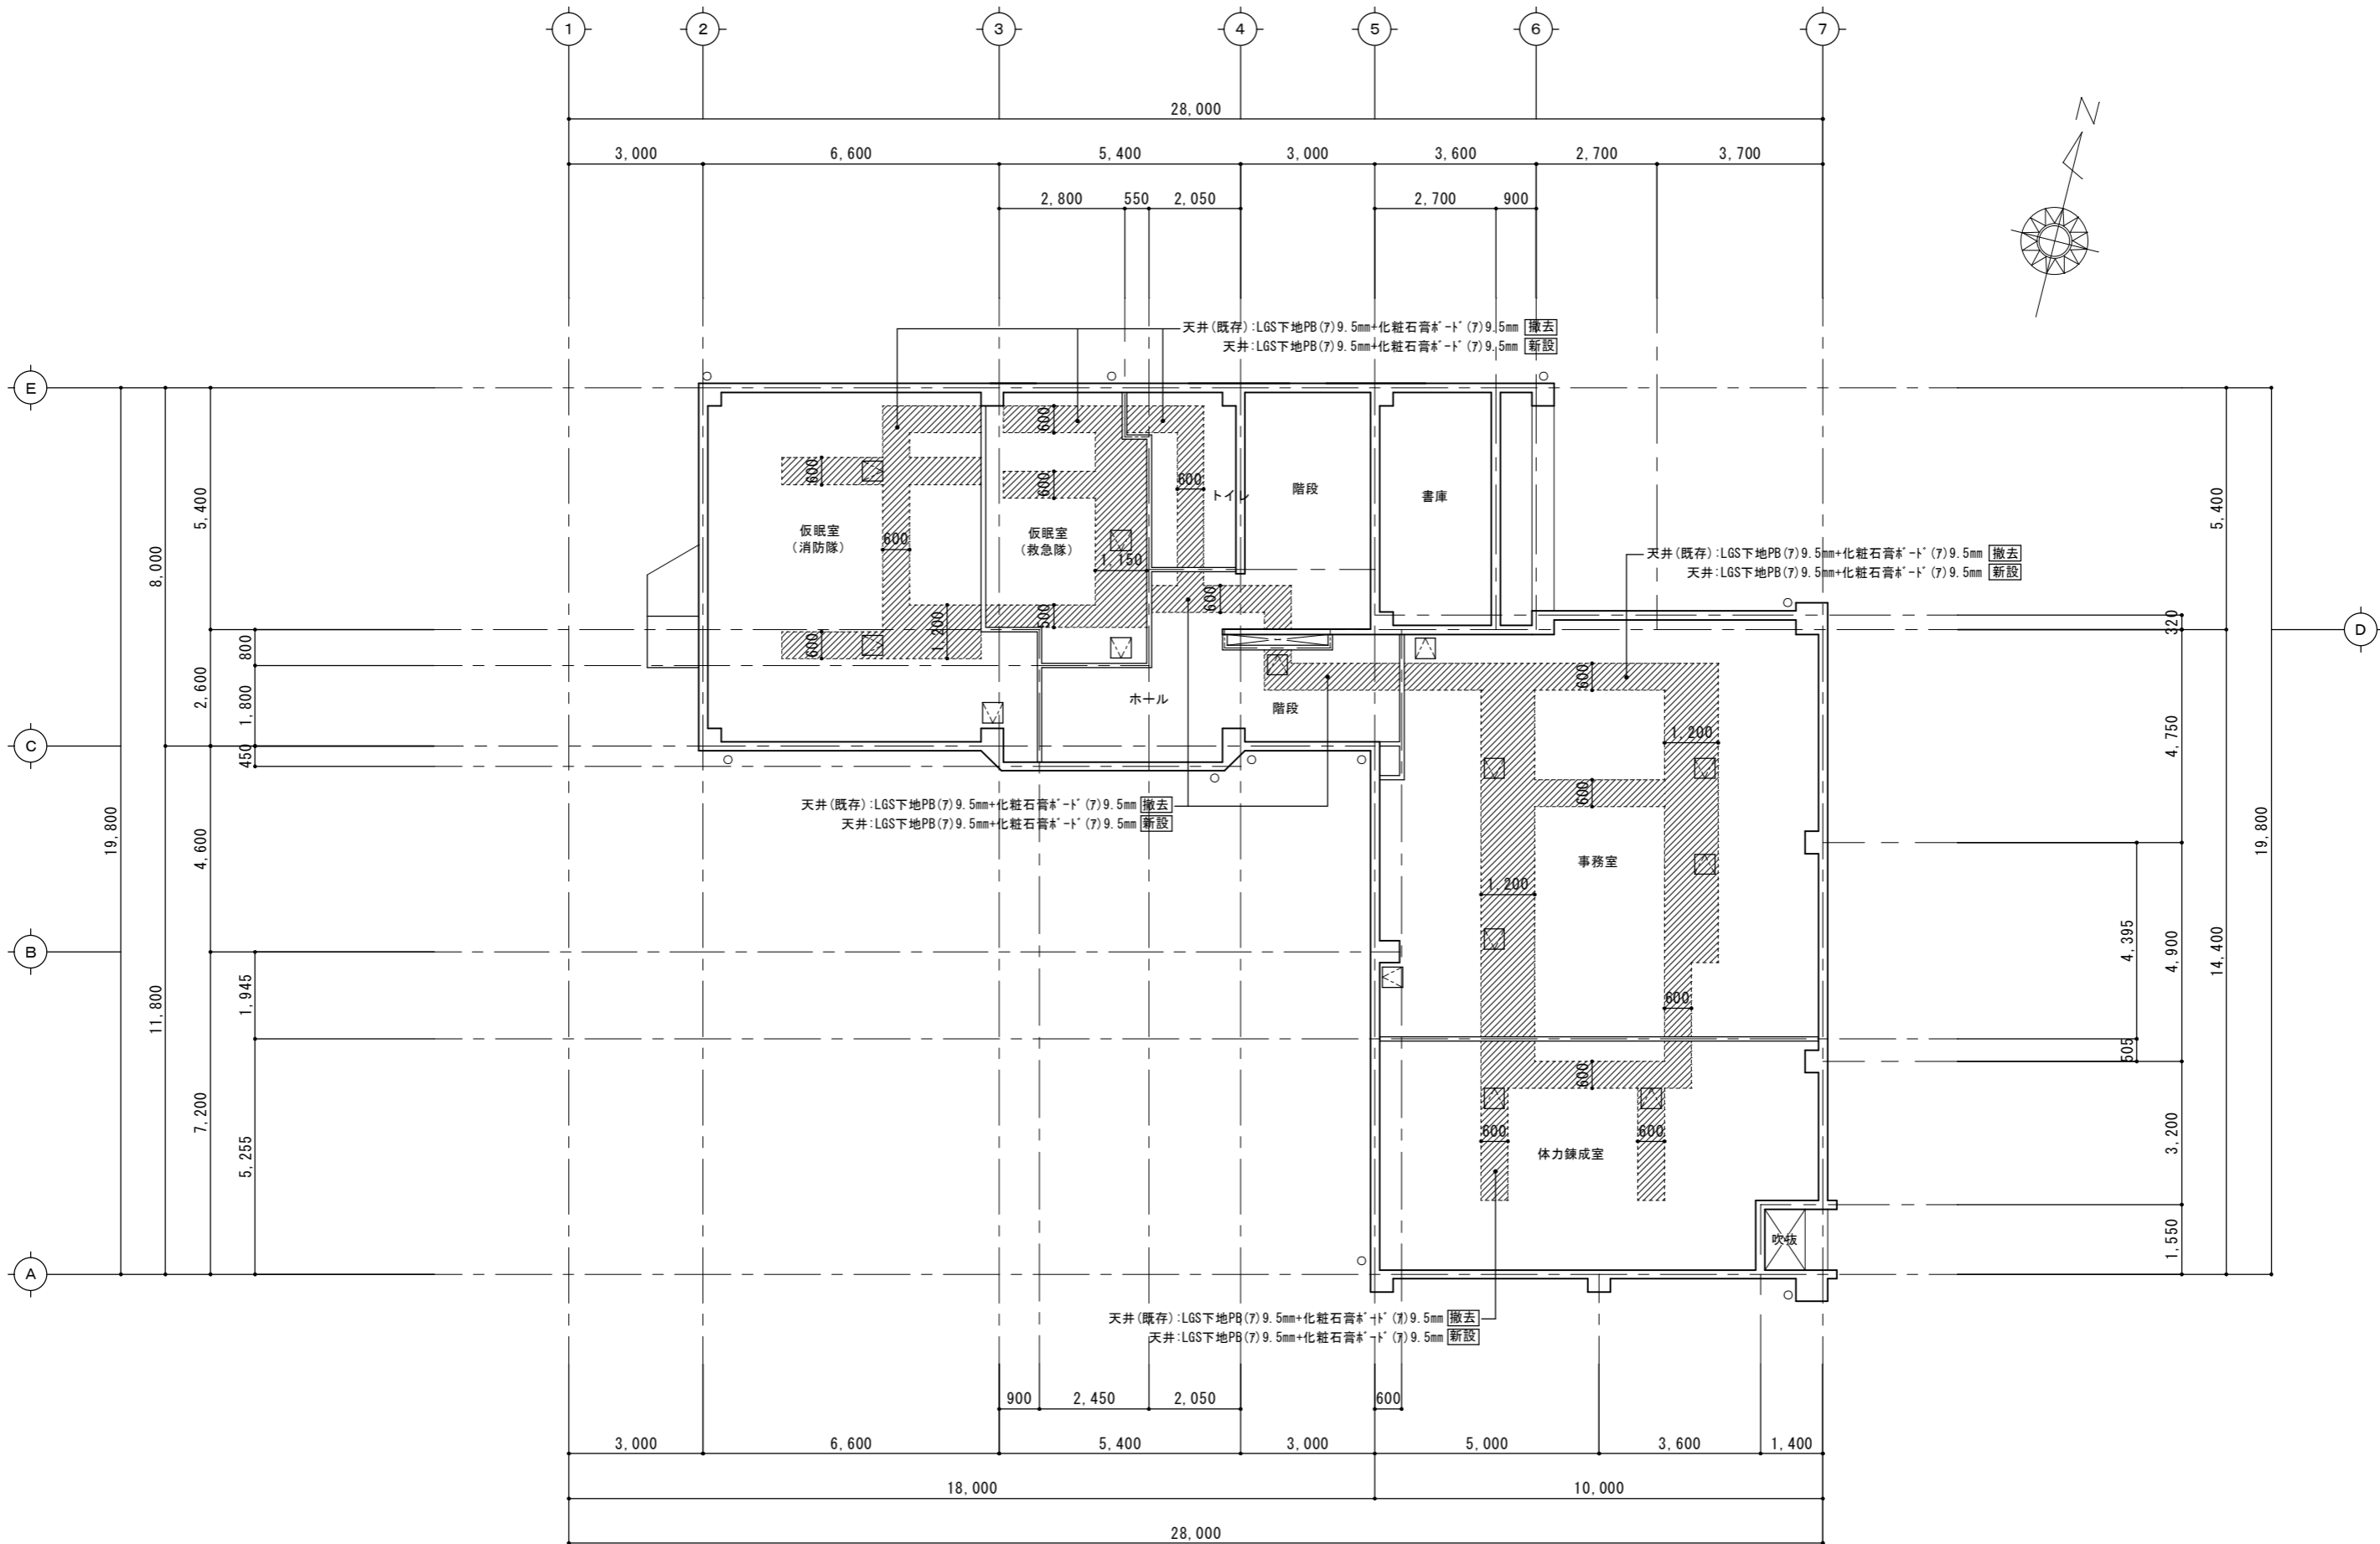 1 2 3 4 5 6 7
28,000
3,000 6,600 5,400 3,000 3,600 2,700 3,700
2,800 550 2,050 2,700 900
N
天井(既存):LGS下地PB(ｱ)9.5mm+化粧石膏ﾎﾞｰﾄﾞ(ｱ)9.5mm 撤去
天井:LGS下地PB(ｱ)9.5mm+化粧石膏ﾎﾞｰﾄﾞ(ｱ)9.5mm 新設
E
D
C
B
A
19,800
8,000
11,800
5,400
2,600
4,600
7,200
800
1,800
450
1,945
5,255
600
600
600
600
1,200
仮眠室
(消防隊)
600
600
500
1,150
仮眠室
(救急隊)
600
トイレ
階段
書庫
600
天井(既存):LGS下地PB(ｱ)9.5mm+化粧石膏ﾎﾞｰﾄﾞ(ｱ)9.5mm 撤去
天井:LGS下地PB(ｱ)9.5mm+化粧石膏ﾎﾞｰﾄﾞ(ｱ)9.5mm 新設
ホール
階段
600
1,200
600
事務室
1,200
600
600
天井(既存):LGS下地PB(ｱ)9.5mm+化粧石膏ﾎﾞｰﾄﾞ(ｱ)9.5mm 撤去
天井:LGS下地PB(ｱ)9.5mm+化粧石膏ﾎﾞｰﾄﾞ(ｱ)9.5mm 新設
600
600
体力錬成室
吹抜
天井(既存):LGS下地PB(ｱ)9.5mm+化粧石膏ﾎﾞｰﾄﾞ(ｱ)9.5mm 撤去
天井:LGS下地PB(ｱ)9.5mm+化粧石膏ﾎﾞｰﾄﾞ(ｱ)9.5mm 新設
4,395
505
320
4,750
4,900
3,200
1,550
5,400
14,400
19,800
900 2,450 2,050 600
3,000 6,600 5,400 3,000 5,000 3,600 1,400
18,000 10,000
28,000